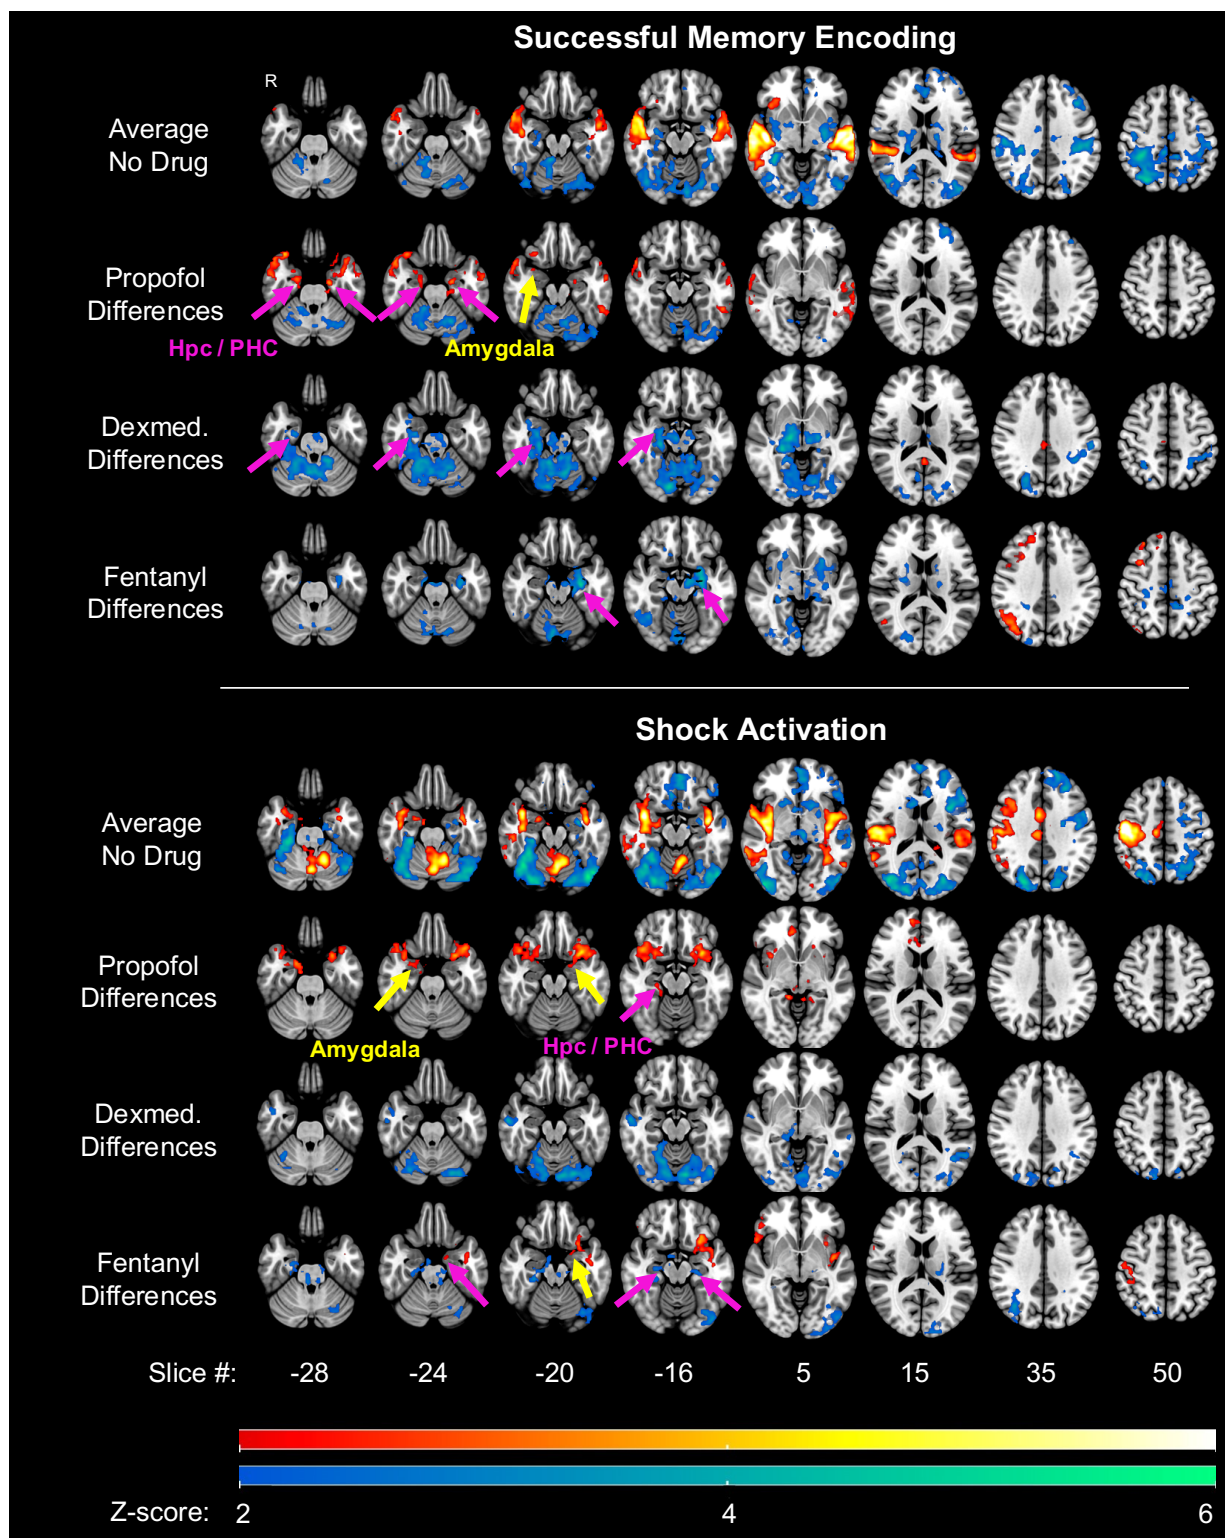 Successful Memory Encoding
R
Average
No Drug
Propofol
Differences
Hpc / PHC
Amygdala
Dexmed.
Differences
Fentanyl
Differences
Shock Activation
Average
No Drug
Propofol
Differences
Amygdala
Hpc / PHC
Dexmed.
Differences
Fentanyl
Differences
Slice #: -28 -24 -20 -16 5 15 35 50
Z-score: 2 4 6